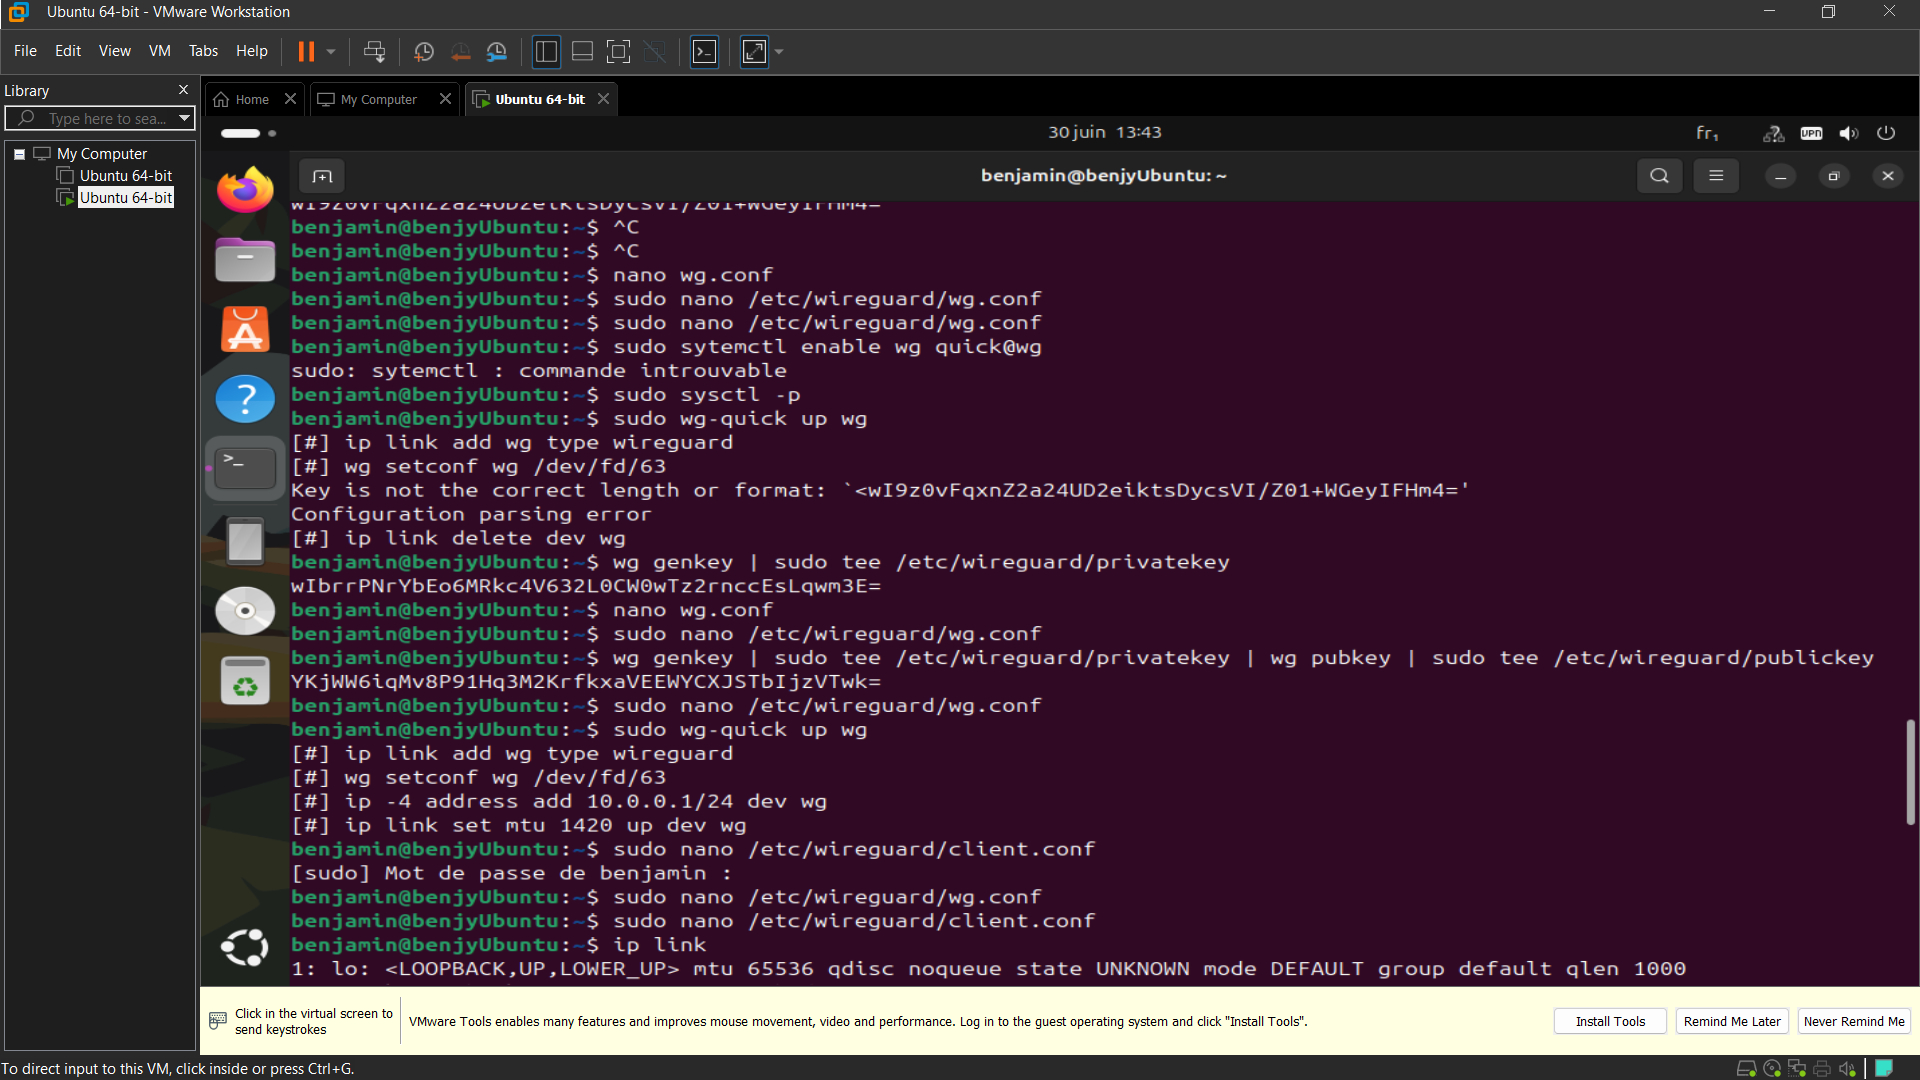 Ubuntu 64-bit - VMware Workstation
File Edit View VM Tabs Help
Library
Type here to sea...
My Computer
Ubuntu 64-bit
Ubuntu 64-bit
Home
My Computer
Ubuntu 64-bit
30 juin 13:43
fr₁
VPN
benjamin@benjyUbuntu: ~
wI9z0vFqxnZ2a24UD2eiktsDycsVI/Z01+WGeyIFHm4=
benjamin@benjyUbuntu:~$ ^C
benjamin@benjyUbuntu:~$ ^C
benjamin@benjyUbuntu:~$ nano wg.conf
benjamin@benjyUbuntu:~$ sudo nano /etc/wireguard/wg.conf
benjamin@benjyUbuntu:~$ sudo nano /etc/wireguard/wg.conf
benjamin@benjyUbuntu:~$ sudo sytemctl enable wg quick@wg
sudo: sytemctl : commande introuvable
benjamin@benjyUbuntu:~$ sudo sysctl -p
benjamin@benjyUbuntu:~$ sudo wg-quick up wg
[#] ip link add wg type wireguard
[#] wg setconf wg /dev/fd/63
Key is not the correct length or format: `<wI9z0vFqxnZ2a24UD2eiktsDycsVI/Z01+WGeyIFHm4='
Configuration parsing error
[#] ip link delete dev wg
benjamin@benjyUbuntu:~$ wg genkey | sudo tee /etc/wireguard/privatekey
wIbrrPNrYbEo6MRkc4V632L0CW0wTz2rnccEsLqwm3E=
benjamin@benjyUbuntu:~$ nano wg.conf
benjamin@benjyUbuntu:~$ sudo nano /etc/wireguard/wg.conf
benjamin@benjyUbuntu:~$ wg genkey | sudo tee /etc/wireguard/privatekey | wg pubkey | sudo tee /etc/wireguard/publickey
YKjWW6iqMv8P91Hq3M2KrfkxaVEEWYCXJSTbIjzVTwk=
benjamin@benjyUbuntu:~$ sudo nano /etc/wireguard/wg.conf
benjamin@benjyUbuntu:~$ sudo wg-quick up wg
[#] ip link add wg type wireguard
[#] wg setconf wg /dev/fd/63
[#] ip -4 address add 10.0.0.1/24 dev wg
[#] ip link set mtu 1420 up dev wg
benjamin@benjyUbuntu:~$ sudo nano /etc/wireguard/client.conf
[sudo] Mot de passe de benjamin :
benjamin@benjyUbuntu:~$ sudo nano /etc/wireguard/wg.conf
benjamin@benjyUbuntu:~$ sudo nano /etc/wireguard/client.conf
benjamin@benjyUbuntu:~$ ip link
1: lo: <LOOPBACK,UP,LOWER_UP> mtu 65536 qdisc noqueue state UNKNOWN mode DEFAULT group default qlen 1000
Click in the virtual screen to
send keystrokes
VMware Tools enables many features and improves mouse movement, video and performance. Log in to the guest operating system and click "Install Tools".
Install Tools
Remind Me Later
Never Remind Me
To direct input to this VM, click inside or press Ctrl+G.